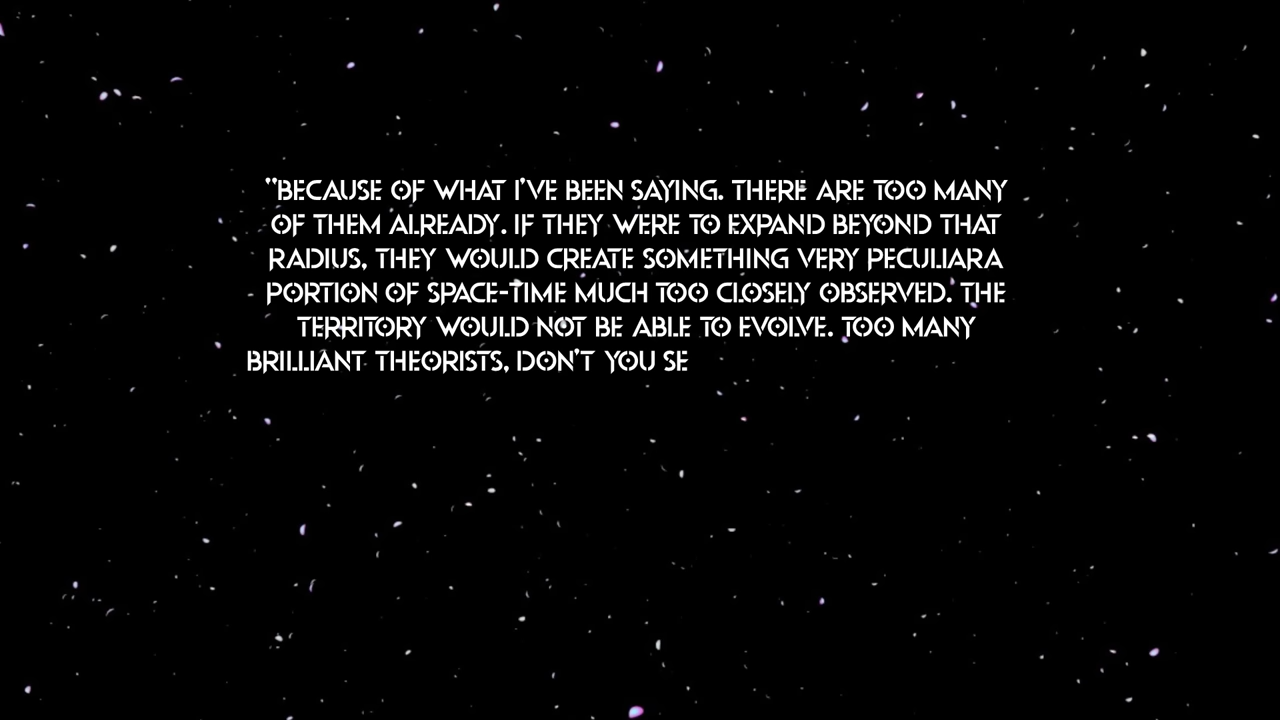 "BECAUSE OF WHAT I'VE BEEN SAYING. THERE ARE TOO MANY
OF THEM ALREADY. IF THEY WERE TO EXPAND BEYOND THAT
RADIUS, THEY WOULD CREATE SOMETHING VERY PECULIARA
PORTION OF SPACE-TIME MUCH TOO CLOSELY OBSERVED. THE
TERRITORY WOULD NOT BE ABLE TO EVOLVE. TOO MANY
BRILLIANT THEORISTS, DON'T YOU SE